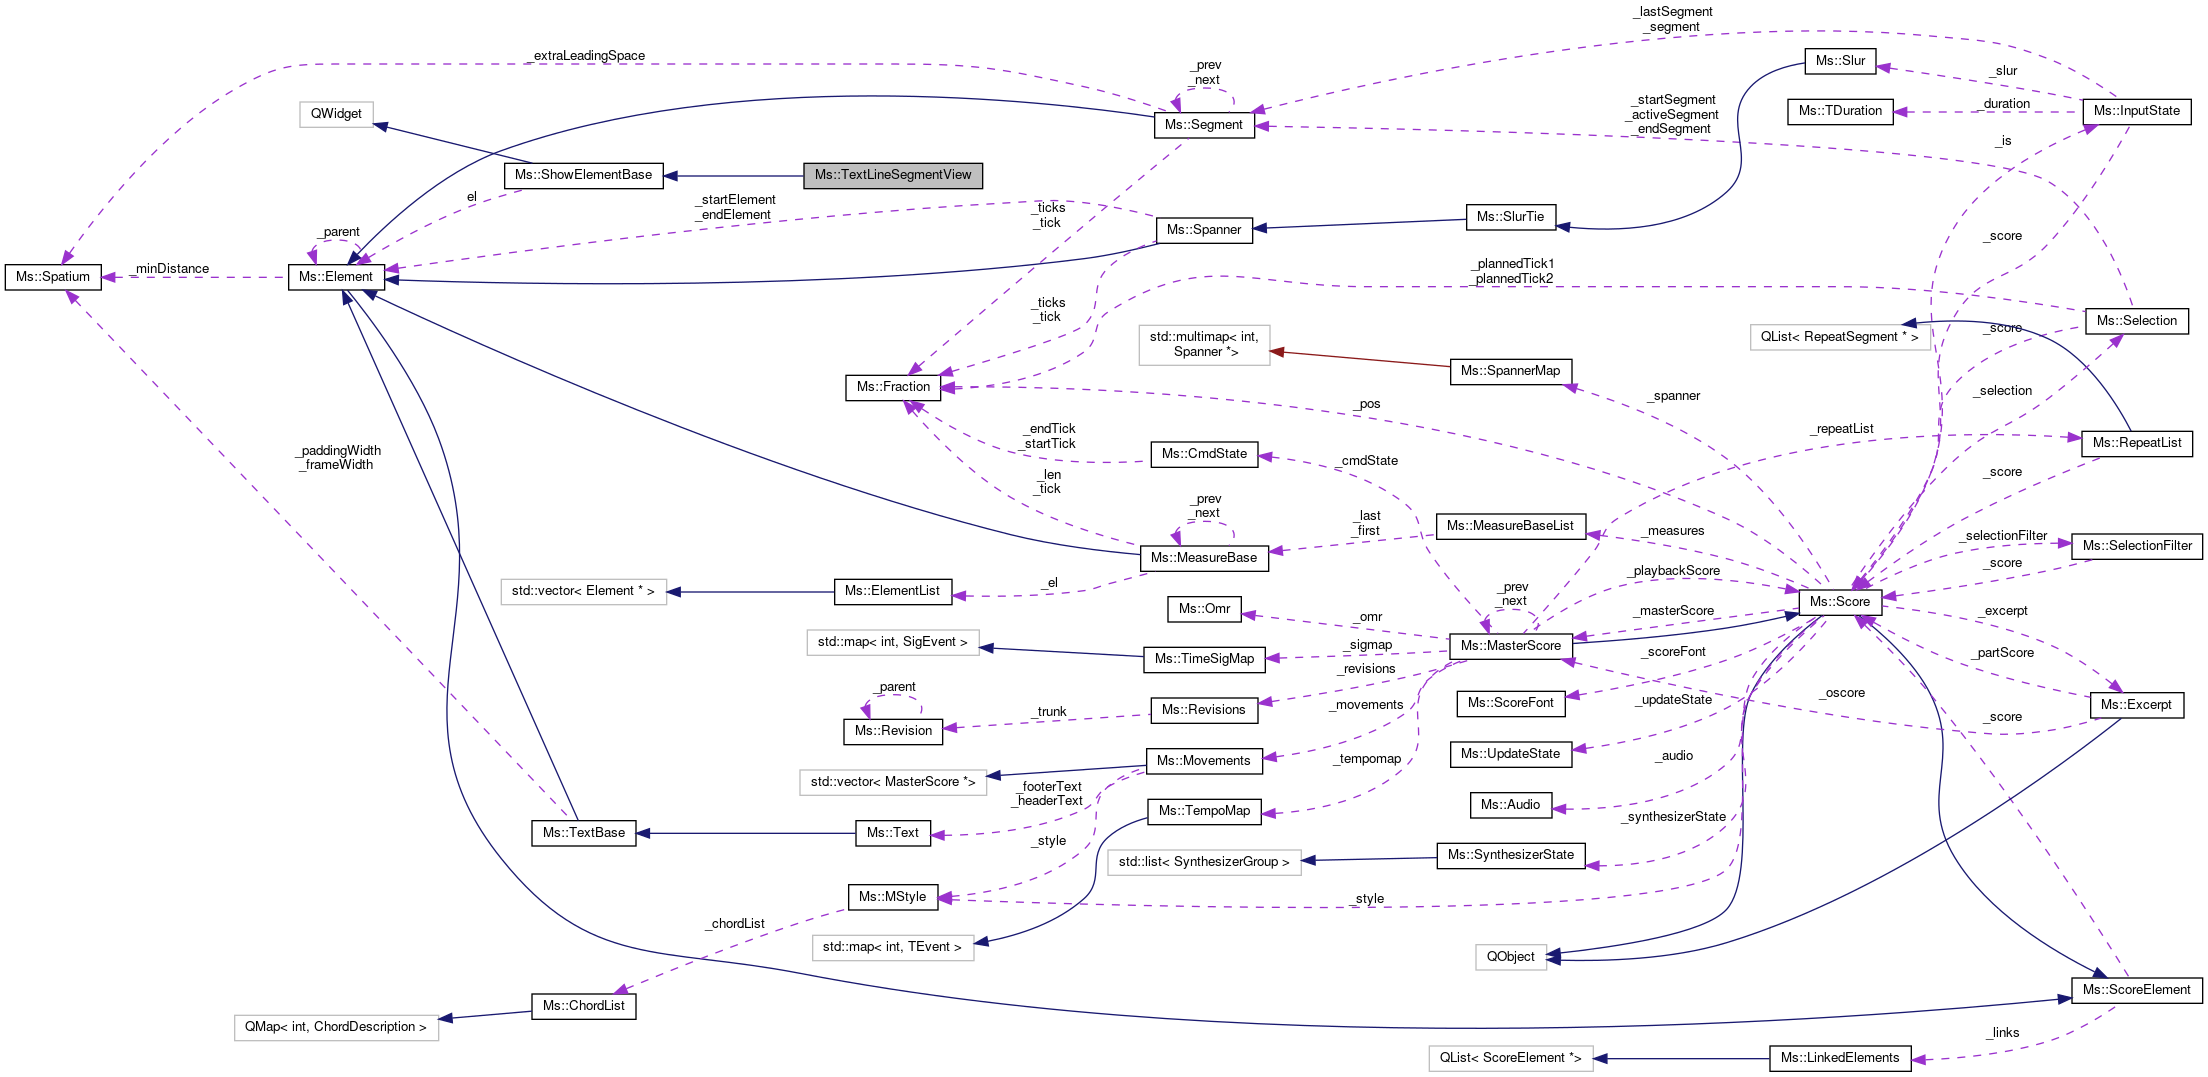 _lastSegment
_segment
_extraLeadingSpace
_prev
_next
Ms::Slur
_slur
QWidget
Ms::Segment
_startSegment
_activeSegment
_endSegment
Ms::TDuration
_duration
Ms::InputState
_is
Ms::ShowElementBase
Ms::TextLineSegmentView
el
_startElement
_endElement
_ticks
_tick
Ms::SlurTie
Ms::Spanner
_parent
_score
Ms::Spatium
_minDistance
Ms::Element
_plannedTick1
_plannedTick2
_ticks
_tick
std::multimap< int,
Spanner *>
QList< RepeatSegment * >
_score
Ms::Selection
Ms::SpannerMap
Ms::Fraction
_spanner
_selection
_pos
_endTick
_startTick
_repeatList
Ms::RepeatList
_paddingWidth
_frameWidth
Ms::CmdState
_cmdState
_score
_len
_tick
_prev
_next
_last
_first
Ms::MeasureBaseList
_measures
_selectionFilter
Ms::SelectionFilter
Ms::MeasureBase
_score
_playbackScore
std::vector< Element * >
Ms::ElementList
_el
_prev
_next
Ms::Score
Ms::Omr
_omr
_masterScore
_excerpt
std::map< int, SigEvent >
Ms::TimeSigMap
_sigmap
Ms::MasterScore
_scoreFont
_partScore
_revisions
_parent
_oscore
Ms::Revision
_trunk
Ms::Revisions
_movements
Ms::ScoreFont
_updateState
Ms::Excerpt
_score
Ms::Movements
_tempomap
Ms::UpdateState
_audio
std::vector< MasterScore *>
_footerText
_headerText
Ms::Audio
Ms::TextBase
Ms::Text
Ms::TempoMap
_synthesizerState
_style
std::list< SynthesizerGroup >
Ms::SynthesizerState
Ms::MStyle
_style
_chordList
std::map< int, TEvent >
QObject
Ms::ScoreElement
Ms::ChordList
QMap< int, ChordDescription >
_links
QList< ScoreElement *>
Ms::LinkedElements